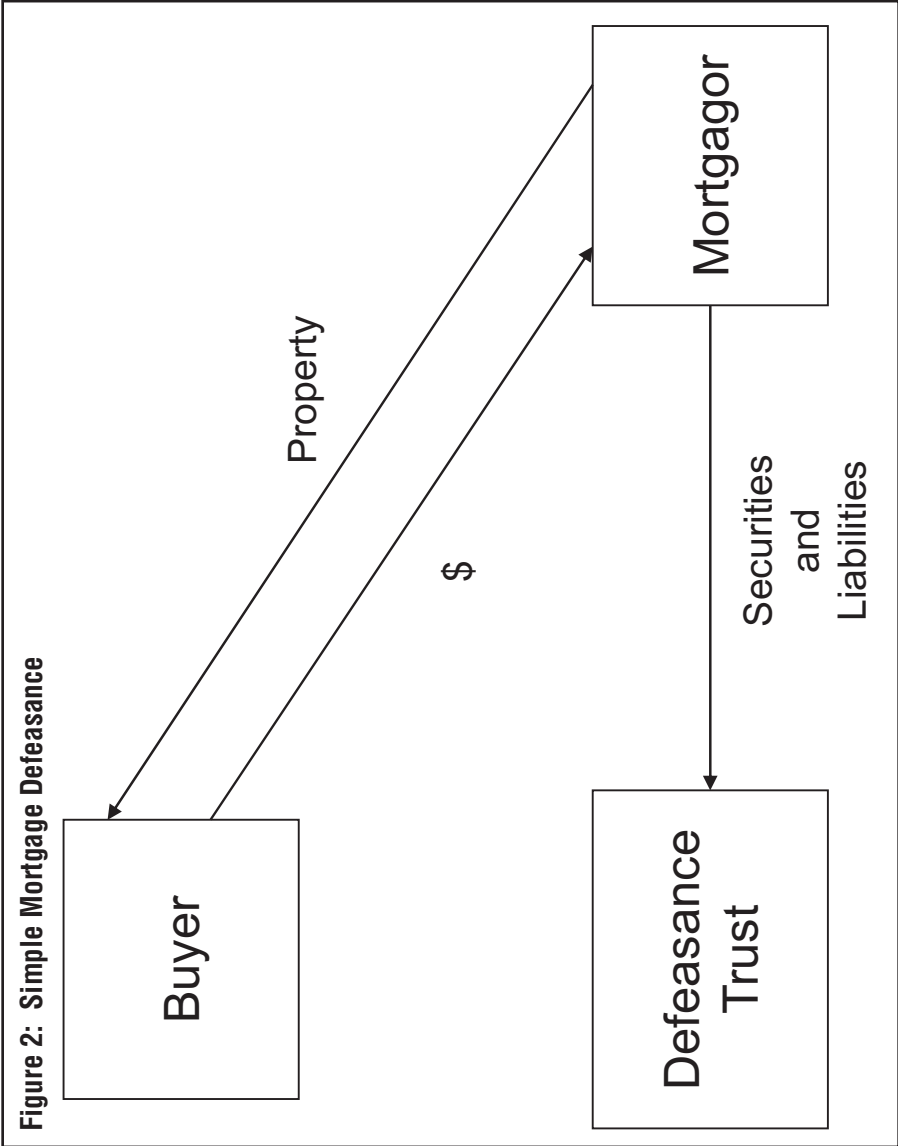 Figure 2: Simple Mortgage Defeasance
Buyer
Property
$
Defeasance
Trust
Securities
and
Liabilities
Mortgagor